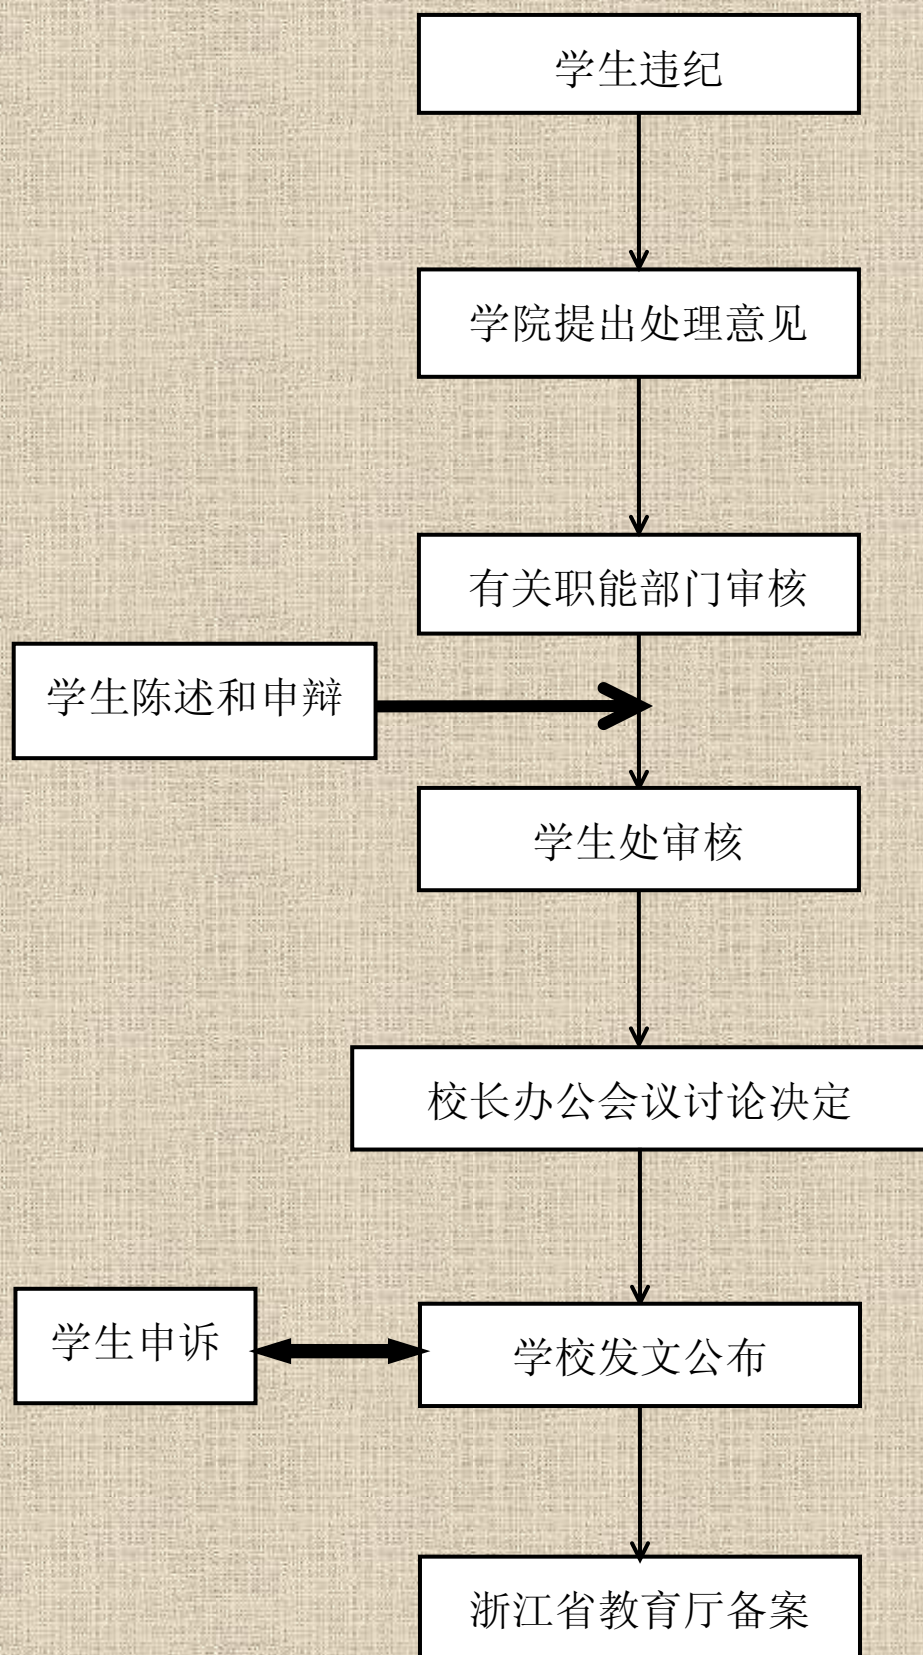 学生违纪
学院提出处理意见
有关职能部门审核
学生陈述和申辩
学生处审核
校长办公会议讨论决定
学生申诉
学校发文公布
浙江省教育厅备案